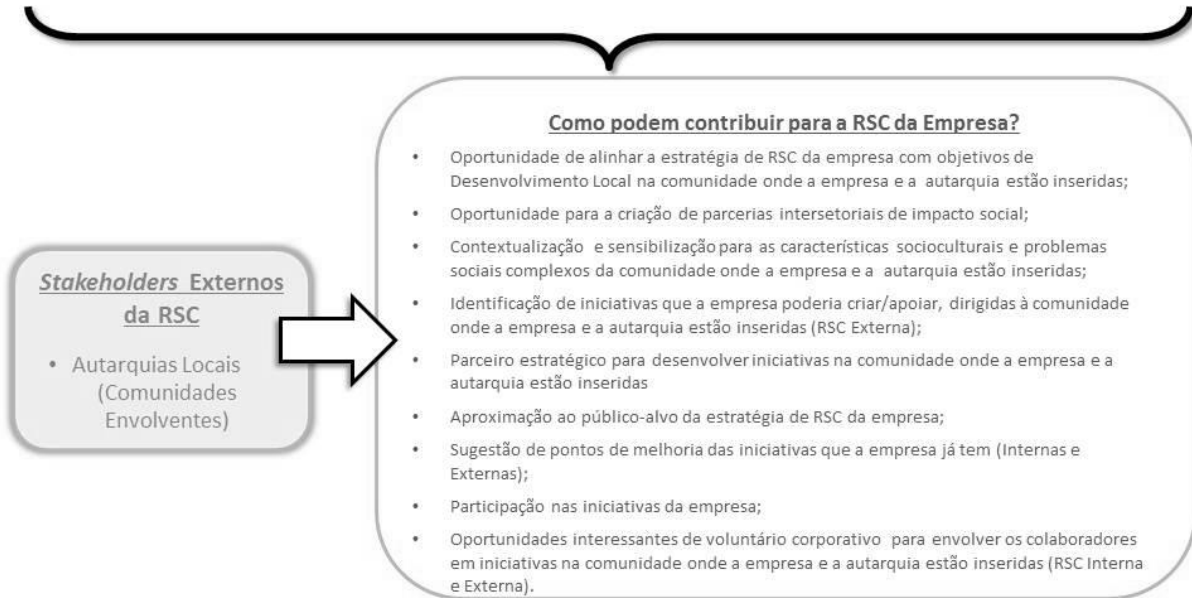 Stakeholders Externos
da RSC
• Autarquias Locais
(Comunidades
Envolventes)
Como podem contribuir para a RSC da Empresa?
• Oportunidade de alinhar a estratégia de RSC da empresa com objetivos de
Desenvolvimento Local na comunidade onde a empresa e a autarquia estão inseridas;
• Oportunidade para a criação de parcerias intersetoriais de impacto social;
• Contextualização e sensibilização para as características socioculturais e problemas
sociais complexos da comunidade onde a empresa e a autarquia estão inseridas;
• Identificação de iniciativas que a empresa poderia criar/apoiar, dirigidas à comunidade
onde a empresa e a autarquia estão inseridas (RSC Externa);
• Parceiro estratégico para desenvolver iniciativas na comunidade onde a empresa e a
autarquia estão inseridas
• Aproximação ao público-alvo da estratégia de RSC da empresa;
• Sugestão de pontos de melhoria das iniciativas que a empresa já tem (Internas e
Externas);
• Participação nas iniciativas da empresa;
• Oportunidades interessantes de voluntário corporativo para envolver os colaboradores
em iniciativas na comunidade onde a empresa e a autarquia estão inseridas (RSC Interna
e Externa).